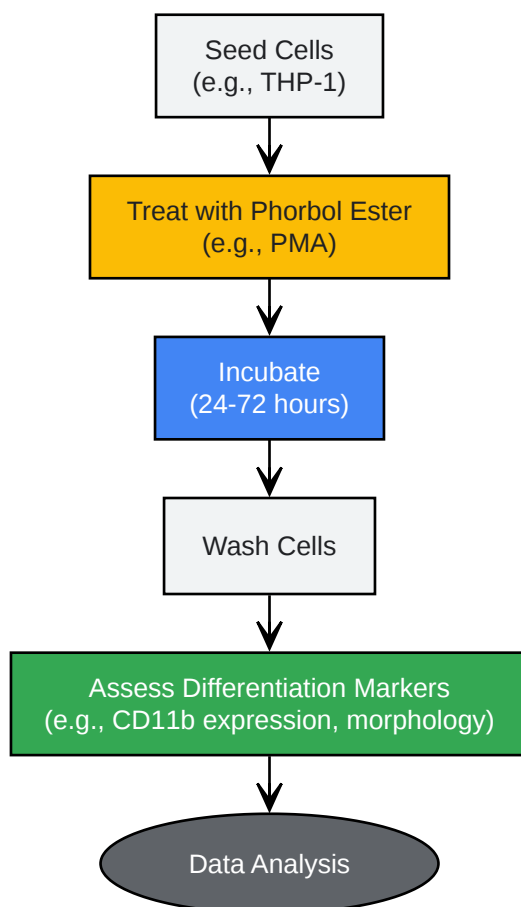 Seed Cells
(e.g., THP-1)
Treat with Phorbol Ester
(e.g., PMA)
Incubate
(24-72 hours)
Wash Cells
Assess Differentiation Markers
(e.g., CD11b expression, morphology)
Data Analysis